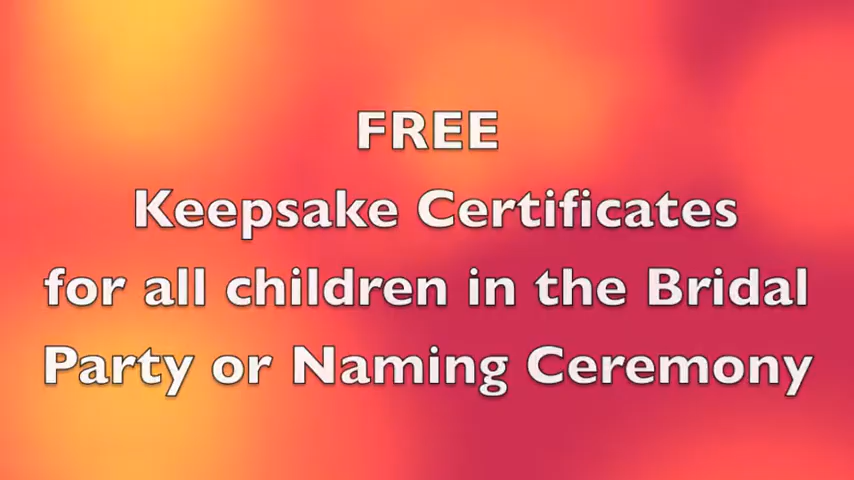 FREE
Keepsake Certificates
for all children in the Bridal
Party or Naming Ceremony